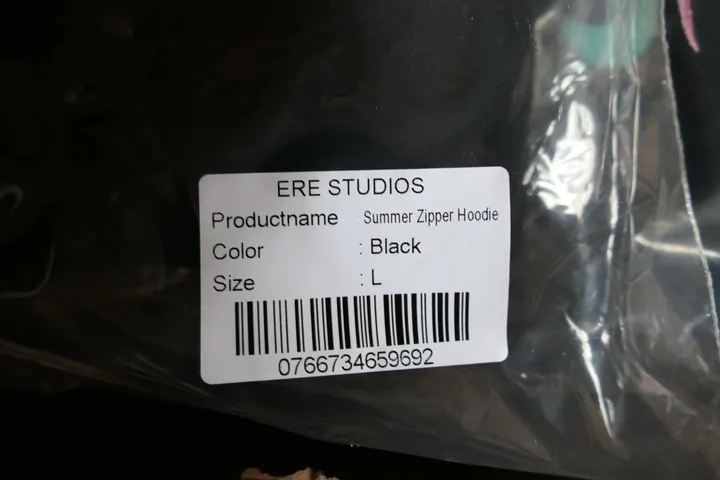 ERE STUDIOS
Productname : Summer Zipper Hoodie
Color : Black
Size : L
0766734659692